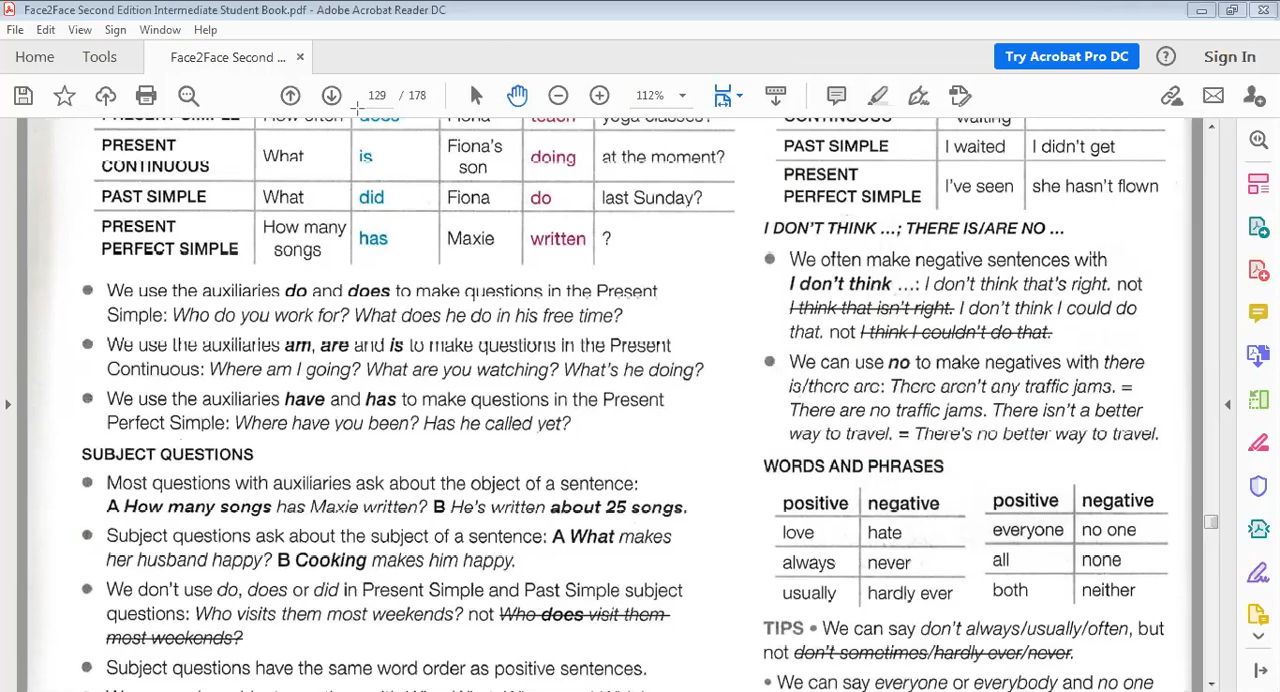 Face2Face Second Edition Intermediate Student Book.pdf - Adobe Acrobat Reader DC
File Edit View Sign Window Help
Home Tools Face2Face Second ... × Try Acrobat Pro DC ? Sign In
129 / 178 112%
PRESENT SIMPLE How often does Fiona teach yoga classes?
PRESENT CONTINUOUS What is Fiona's son doing at the moment?
PAST SIMPLE What did Fiona do last Sunday?
PRESENT PERFECT SIMPLE How many songs has Maxie written ?
● We use the auxiliaries do and does to make questions in the Present
Simple: Who do you work for? What does he do in his free time?
● We use the auxiliaries am, are and is to make questions in the Present
Continuous: Where am I going? What are you watching? What's he doing?
● We use the auxiliaries have and has to make questions in the Present
Perfect Simple: Where have you been? Has he called yet?
SUBJECT QUESTIONS
● Most questions with auxiliaries ask about the object of a sentence:
A How many songs has Maxie written? B He's written about 25 songs.
● Subject questions ask about the subject of a sentence: A What makes
her husband happy? B Cooking makes him happy.
● We don't use do, does or did in Present Simple and Past Simple subject
questions: Who visits them most weekends? not Who does visit them
most weekends?
● Subject questions have the same word order as positive sentences.
CONTINUOUS waiting
PAST SIMPLE I waited I didn't get
PRESENT PERFECT SIMPLE I've seen she hasn't flown
I DON'T THINK ...; THERE IS/ARE NO ...
● We often make negative sentences with
I don't think ...: I don't think that's right. not
I think that isn't right. I don't think I could do
that. not I think I couldn't do that.
● We can use no to make negatives with there
is/there are: There aren't any traffic jams. =
There are no traffic jams. There isn't a better
way to travel. = There's no better way to travel.
WORDS AND PHRASES
positive negative
love hate
always never
usually hardly ever
positive negative
everyone no one
all none
both neither
TIPS • We can say don't always/usually/often, but
not don't sometimes/hardly ever/never.
• We can say everyone or everybody and no one